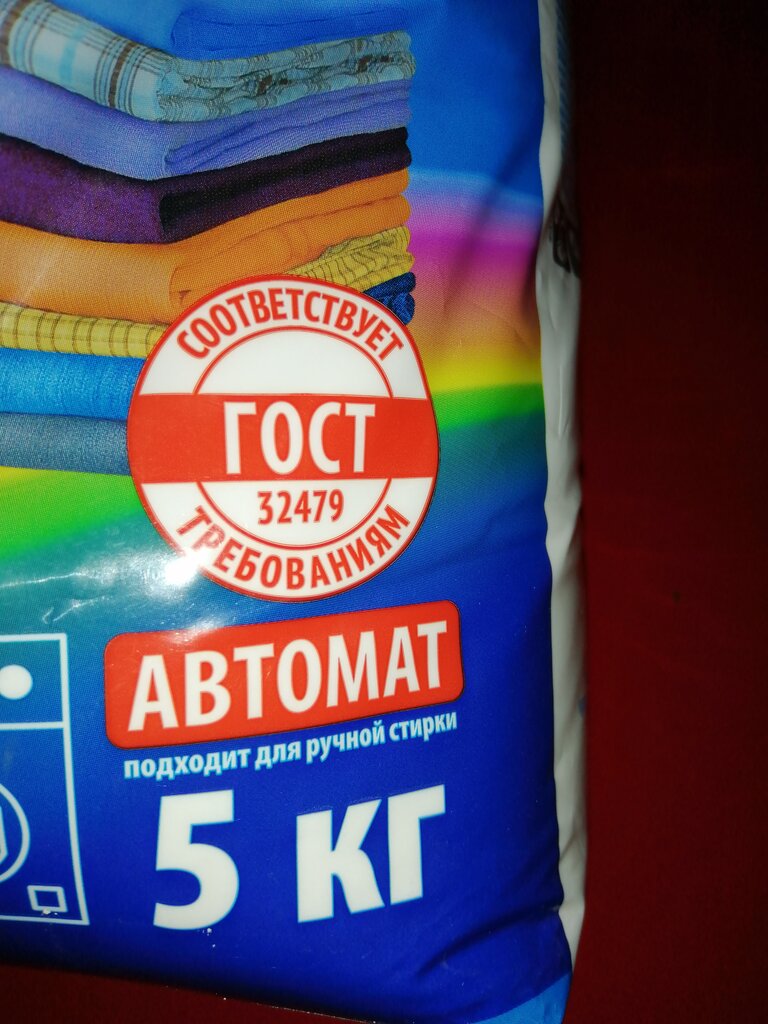 СООТВЕТСТВУЕТ
ГОСТ
32479
ТРЕБОВАНИЯМ
АВТОМАТ
подходит для ручной стирки
5 кг